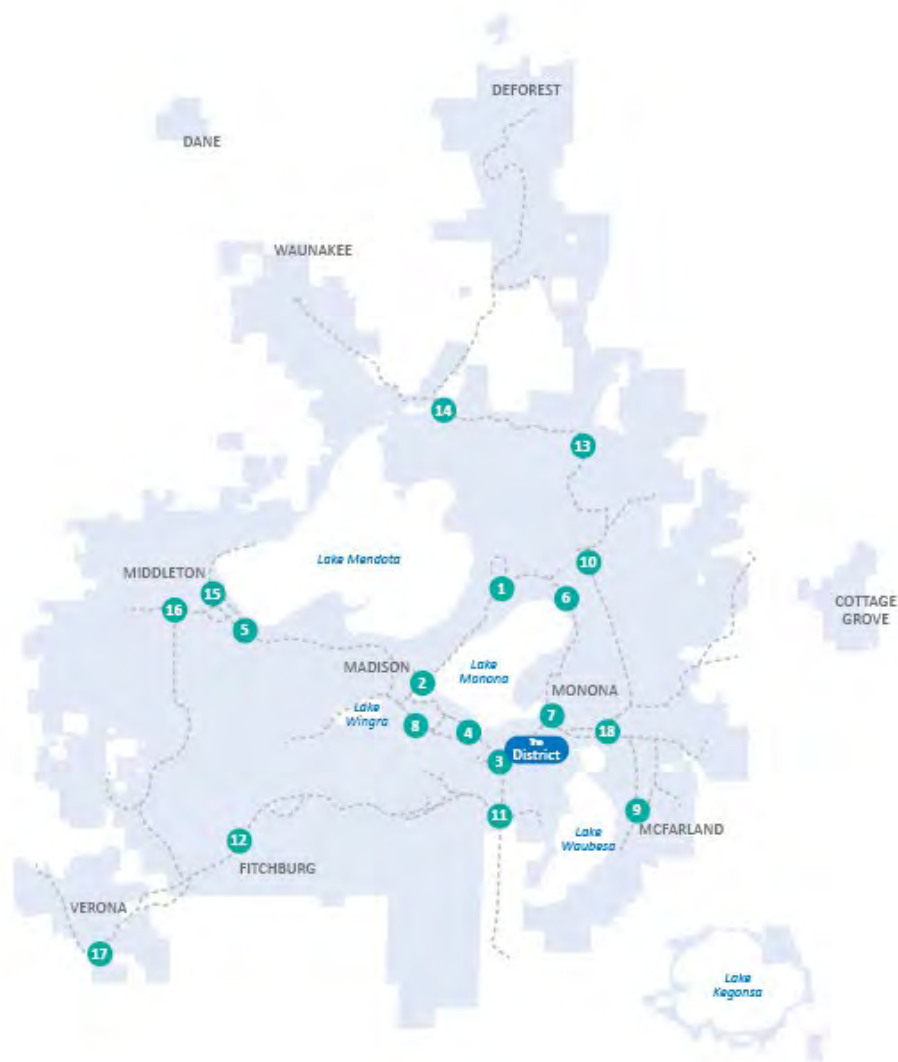 DEFOREST
DANE
WAUNAKEE
14
13
Lake Mendota
10
MIDDLETON
15
1
6
16
COTTAGE
GROVE
5
MADISON
Lake
Monona
2
MONONA
Lake
Wingra
7
8
4
18
The
District
3
9
11
MCFARLAND
Lake
Waubesa
12
FITCHBURG
VERONA
17
Lake
Kegonsa